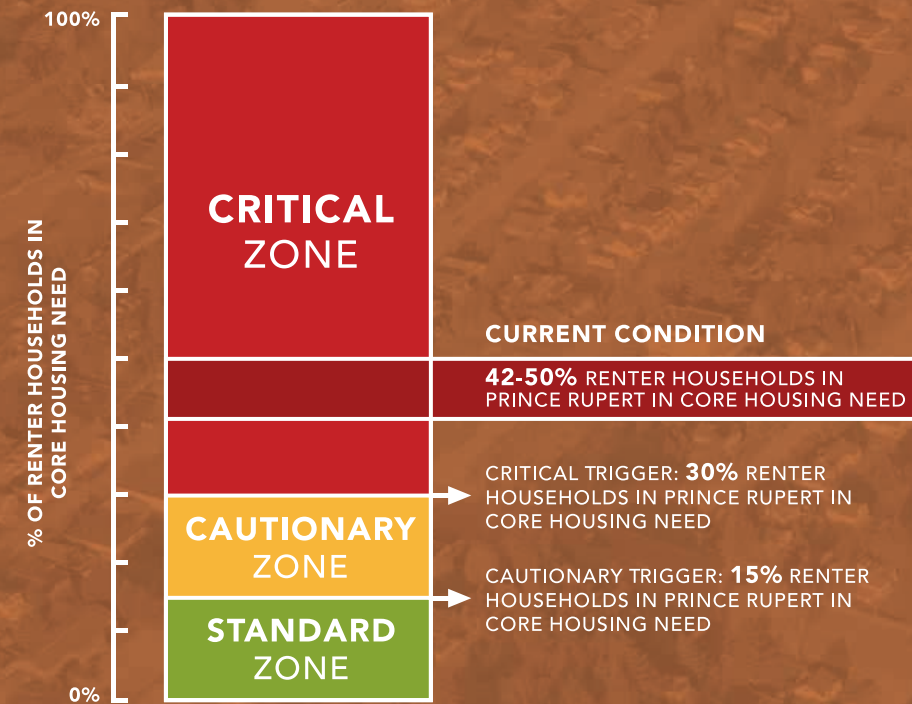 100%
% OF RENTER HOUSEHOLDS IN
CORE HOUSING NEED
0%
CRITICAL
ZONE
CAUTIONARY
ZONE
STANDARD
ZONE
CURRENT CONDITION
42-50% RENTER HOUSEHOLDS IN
PRINCE RUPERT IN CORE HOUSING NEED
CRITICAL TRIGGER: 30% RENTER
HOUSEHOLDS IN PRINCE RUPERT IN
CORE HOUSING NEED
CAUTIONARY TRIGGER: 15% RENTER
HOUSEHOLDS IN PRINCE RUPERT IN
CORE HOUSING NEED